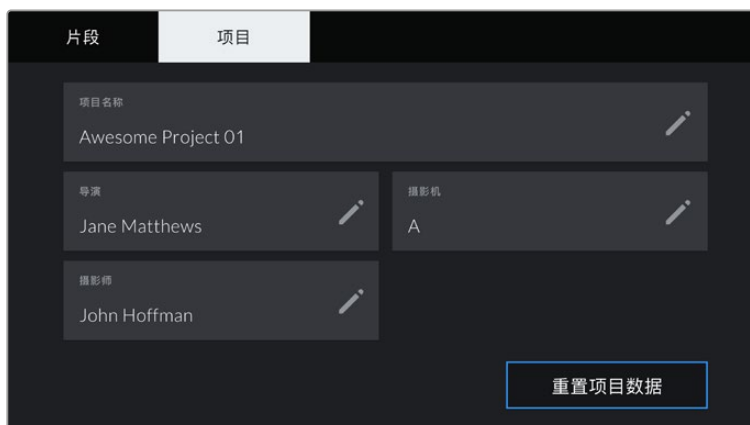 片段
项目
项目名称
Awesome Project 01
导演
Jane Matthews
摄影机
A
摄影师
John Hoffman
重置项目数据